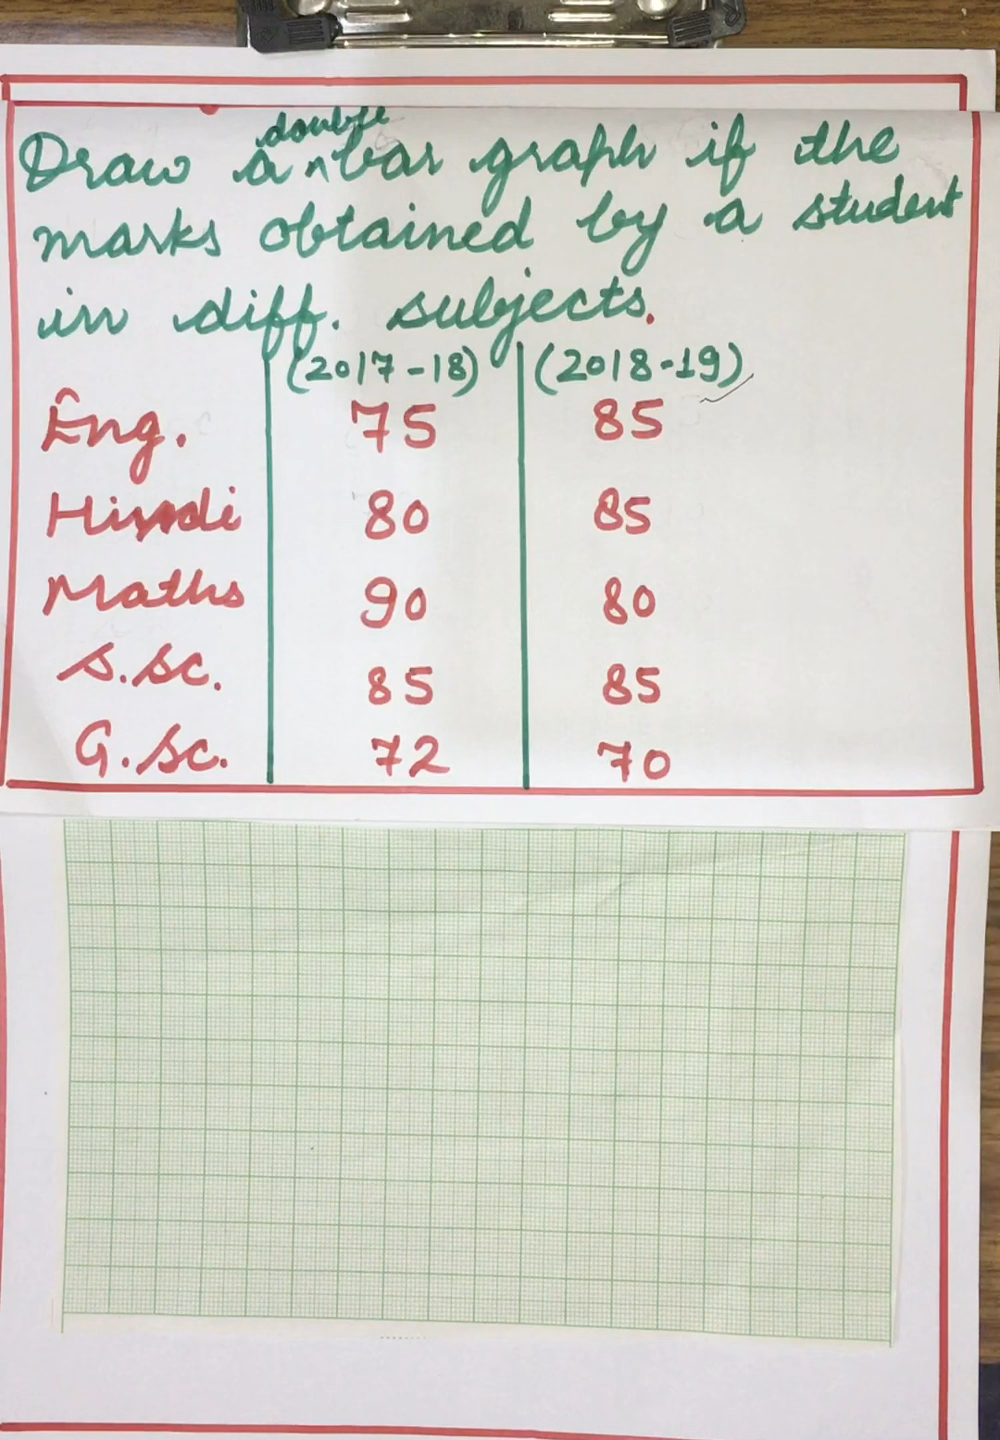 Draw a double bar graph if the
marks obtained by a student
in diff. subjects.
(2017-18) (2018-19)
Eng. 75 85
Hindi 80 85
Maths 90 80
S.Sc. 85 85
G.Sc. 72 70